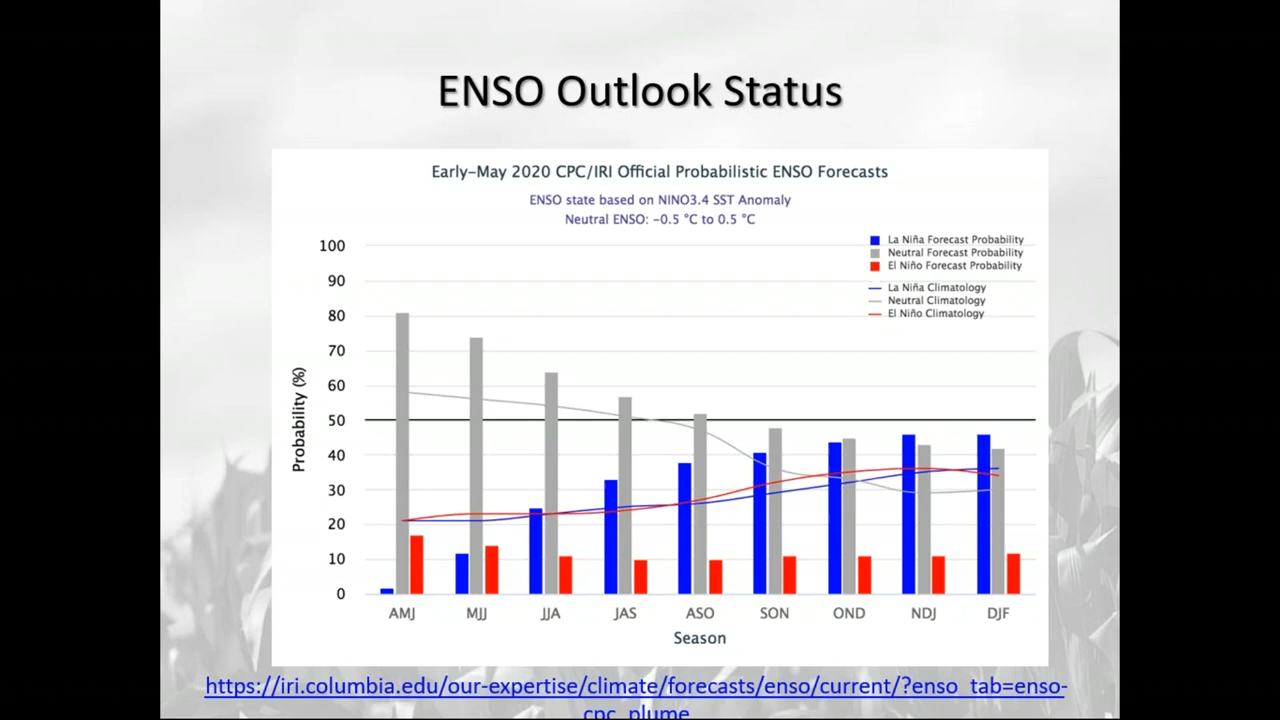 ENSO Outlook Status
Early-May 2020 CPC/IRI Official Probabilistic ENSO Forecasts
ENSO state based on NINO3.4 SST Anomaly
Neutral ENSO: -0.5 °C to 0.5 °C
La Niña Forecast Probability
Neutral Forecast Probability
El Niño Forecast Probability
La Niña Climatology
Neutral Climatology
El Niño Climatology
Probability (%)
100
90
80
70
60
50
40
30
20
10
0
AMJ MJJ JJA JAS ASO SON OND NDJ DJF
Season
https://iri.columbia.edu/our-expertise/climate/forecasts/enso/current/?enso_tab=enso-
cpc_plume